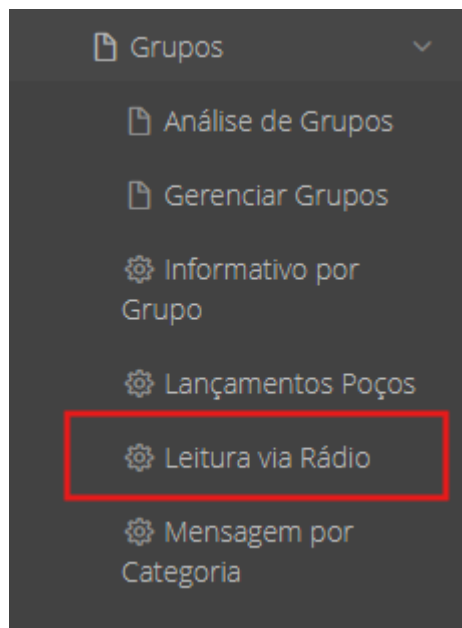 Grupos
Análise de Grupos
Gerenciar Grupos
Informativo por
Grupo
Lançamentos Poços
Leitura via Rádio
Mensagem por
Categoria